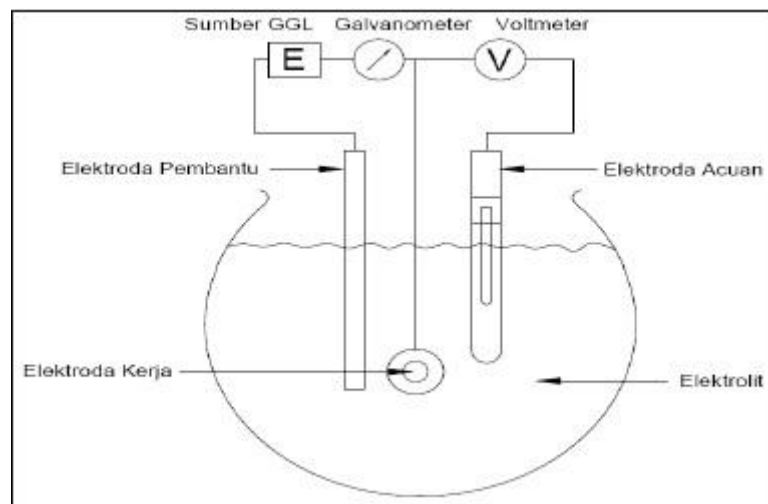 Sumber GGL Galvanometer Voltmeter
E V
Elektroda Pembantu
Elektroda Acuan
Elektroda Kerja
Elektrolit